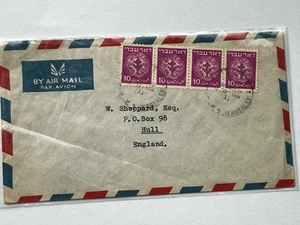 דאר עברי דאר עברי דאר עברי דאר עברי
10 10 10 10
BY AIR MAIL
PAR AVION
W. Sheppard, Esq.
P.O.Box 98
Hull
England.